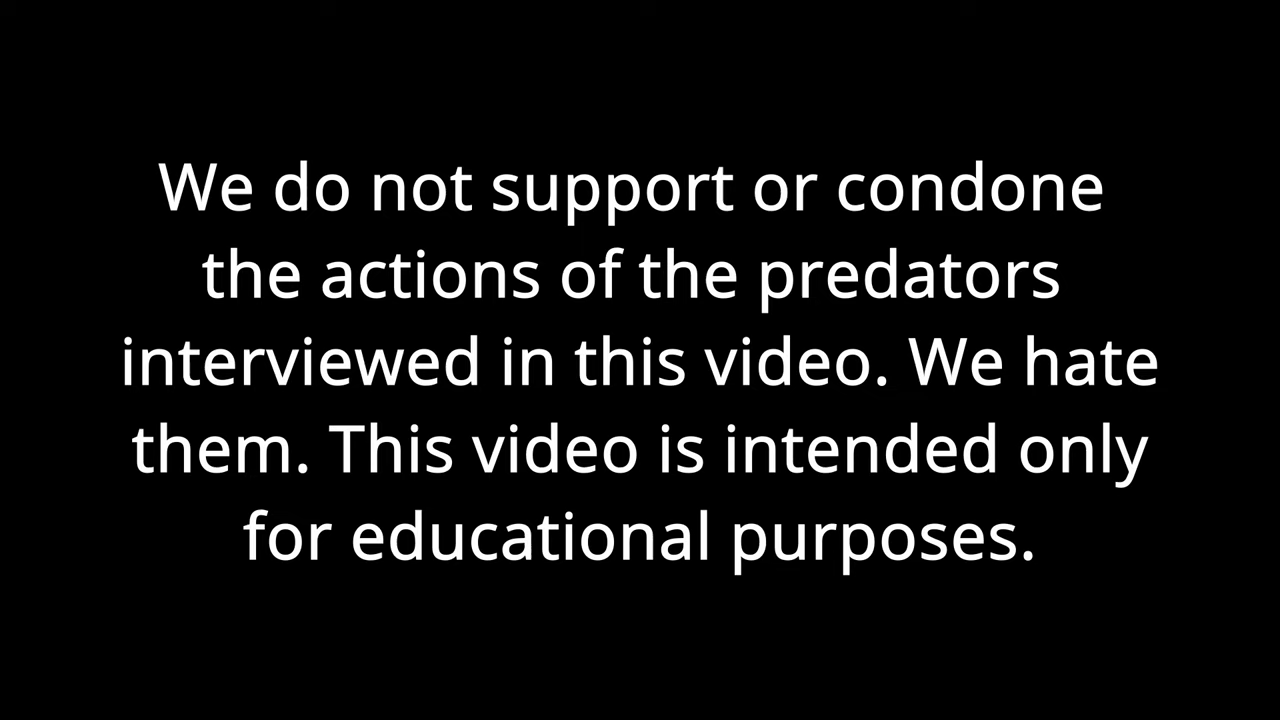 We do not support or condone
the actions of the predators
interviewed in this video. We hate
them. This video is intended only
for educational purposes.